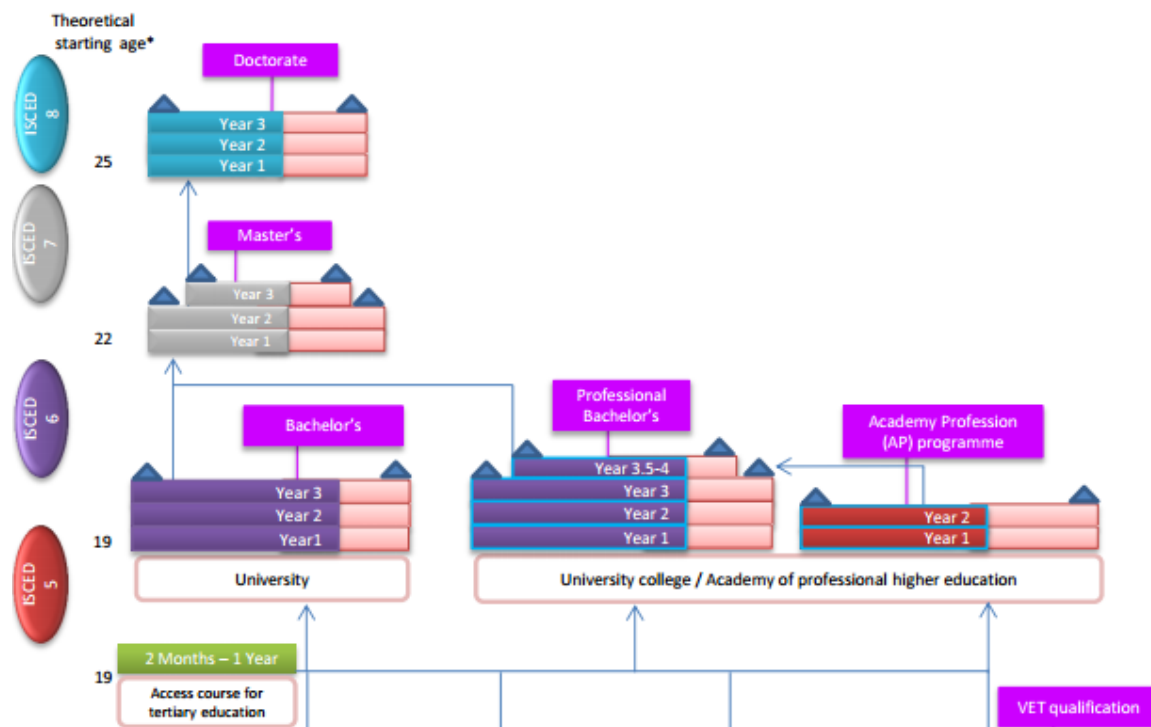 Theoretical
starting age*
Doctorate
ISCED
8
Year 3
Year 2
Year 1
25
ISCED
7
Master's
Year 3
Year 2
Year 1
22
ISCED
6
Bachelor's
Professional
Bachelor's
Academy Profession
(AP) programme
Year 3
Year 2
Year1
Year 3.5-4
Year 3
Year 2
Year 1
Year 2
Year 1
19
ISCED
5
University
University college / Academy of professional higher education
2 Months – 1 Year
19
Access course for
tertiary education
VET qualification